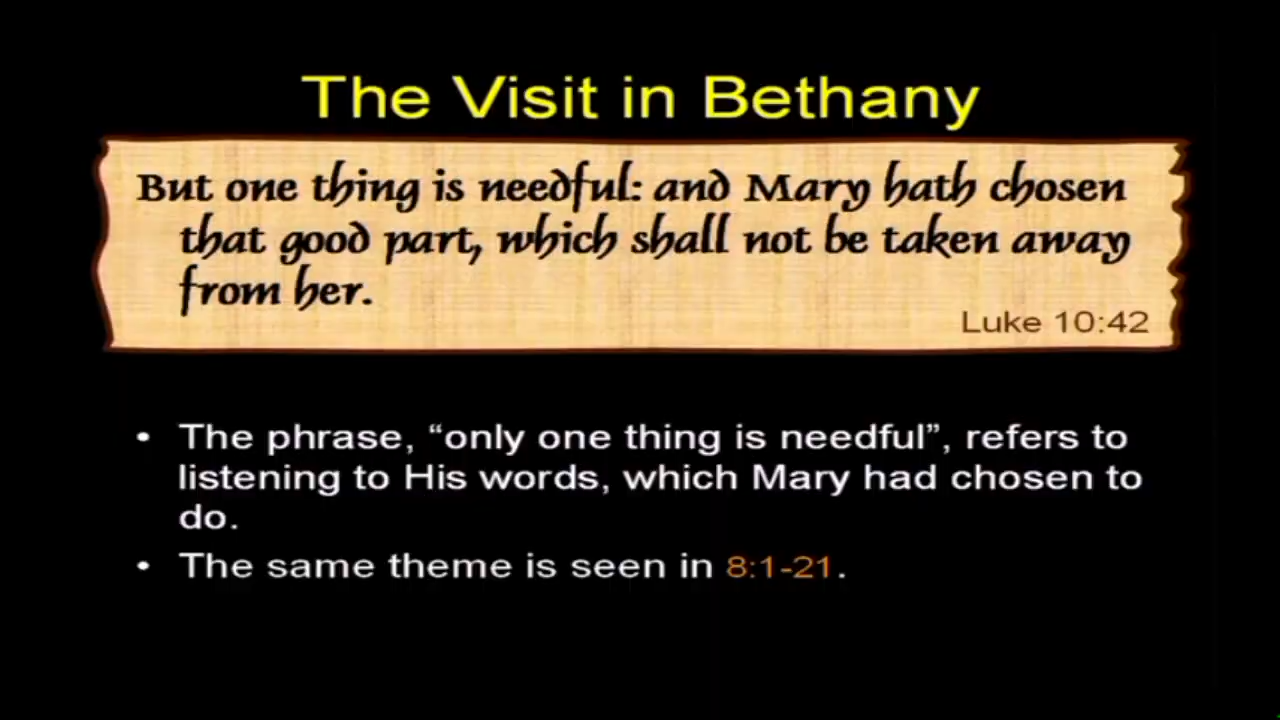 The Visit in Bethany
But one thing is needful: and Mary hath chosen
that good part, which shall not be taken away
from her.
Luke 10:42
• The phrase, “only one thing is needful”, refers to
listening to His words, which Mary had chosen to
do.
• The same theme is seen in 8:1-21.